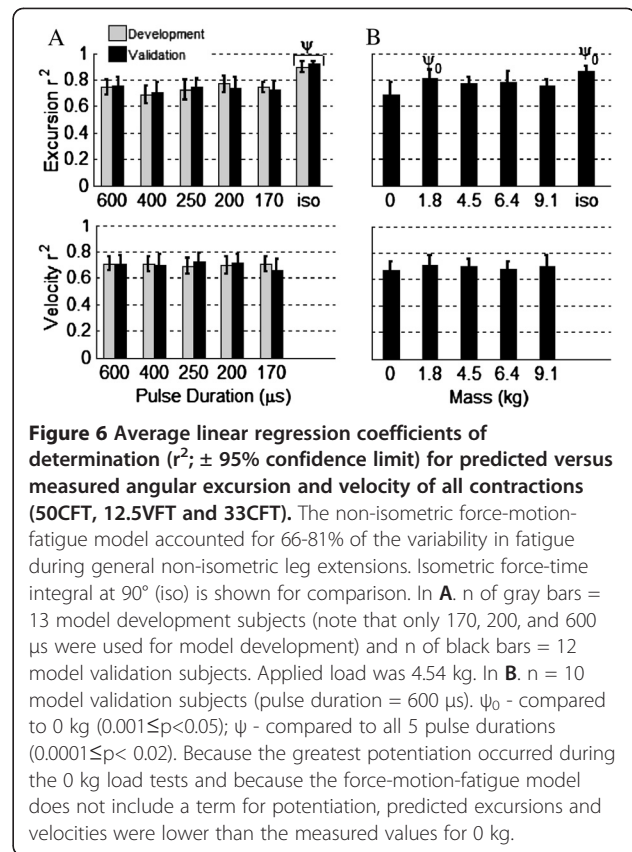 A
B
Development
Validation
ψ
ψ0
ψ0
Excursion r²
1
0.8
0.6
0.4
0.2
0
600 400 250 200 170 iso
0 1.8 4.5 6.4 9.1 iso
Velocity r²
1
0.8
0.6
0.4
0.2
0
600 400 250 200 170
0 1.8 4.5 6.4 9.1
Pulse Duration (μs)
Mass (kg)
Figure 6 Average linear regression coefficients of
determination (r²; ± 95% confidence limit) for predicted versus
measured angular excursion and velocity of all contractions
(50CFT, 12.5VFT and 33CFT). The non-isometric force-motion-
fatigue model accounted for 66-81% of the variability in fatigue
during general non-isometric leg extensions. Isometric force-time
integral at 90° (iso) is shown for comparison. In A. n of gray bars =
13 model development subjects (note that only 170, 200, and 600
μs were used for model development) and n of black bars = 12
model validation subjects. Applied load was 4.54 kg. In B. n = 10
model validation subjects (pulse duration = 600 μs). ψ0 - compared
to 0 kg (0.001≤p<0.05); ψ - compared to all 5 pulse durations
(0.0001≤p< 0.02). Because the greatest potentiation occurred during
the 0 kg load tests and because the force-motion-fatigue model
does not include a term for potentiation, predicted excursions and
velocities were lower than the measured values for 0 kg.